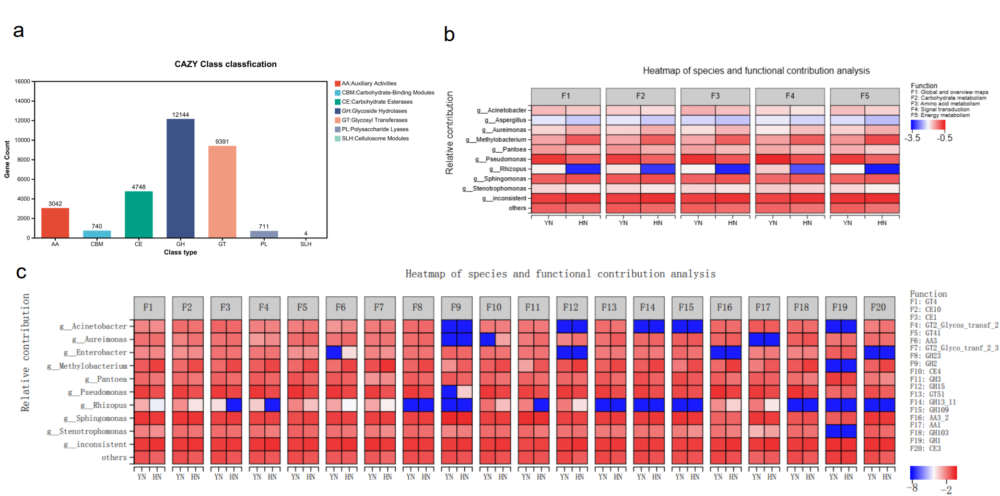 a
CAZY Class classfication
Gene Count
16000
14000
12000
10000
8000
6000
4000
2000
0
3042
740
4748
12144
9391
711
4
AA
CBM
CE
GH
GT
PL
SLH
Class type
AA:Auxiliary Activities
CBM:Carbohydrate-Binding Modules
CE:Carbohydrate Esterases
GH:Glycoside Hydrolases
GT:Glycosyl Transferases
PL:Polysaccharide Lyases
SLH:Cellulosome Modules
b
Heatmap of species and functional contribution analysis
Relative contribution
F1 F2 F3 F4 F5
g__Acinetobacter
g__Aspergillus
g__Aureimonas
g__Methylobacterium
g__Pantoea
g__Pseudomonas
g__Rhizopus
g__Sphingomonas
g__Stenotrophomonas
g__inconsistent
others
YN HN YN HN YN HN YN HN YN HN
Function
F1: Global and overview maps
F2: Carbohydrate metabolism
F3: Amino acid metabolism
F4: Signal transduction
F5: Energy metabolism
-3.5 -0.5
c
Heatmap of species and functional contribution analysis
Relative contribution
F1 F2 F3 F4 F5 F6 F7 F8 F9 F10 F11 F12 F13 F14 F15 F16 F17 F18 F19 F20
g__Acinetobacter
g__Aureimonas
g__Enterobacter
g__Methylobacterium
g__Pantoea
g__Pseudomonas
g__Rhizopus
g__Sphingomonas
g__Stenotrophomonas
g__inconsistent
others
YN HN YN HN YN HN YN HN YN HN YN HN YN HN YN HN YN HN YN HN YN HN YN HN YN HN YN HN YN HN YN HN YN HN YN HN YN HN YN HN
Function
F1: GT4
F2: CE10
F3: CE1
F4: GT2_Glycos_transf_2
F5: GT41
F6: AA3
F7: GT2_Glyco_tranf_2_3
F8: GH23
F9: GH2
F10: CE4
F11: GH3
F12: GH15
F13: GT51
F14: GH13_11
F15: GH109
F16: AA3_2
F17: AA1
F18: GH103
F19: GH1
F20: CE3
-8 -2